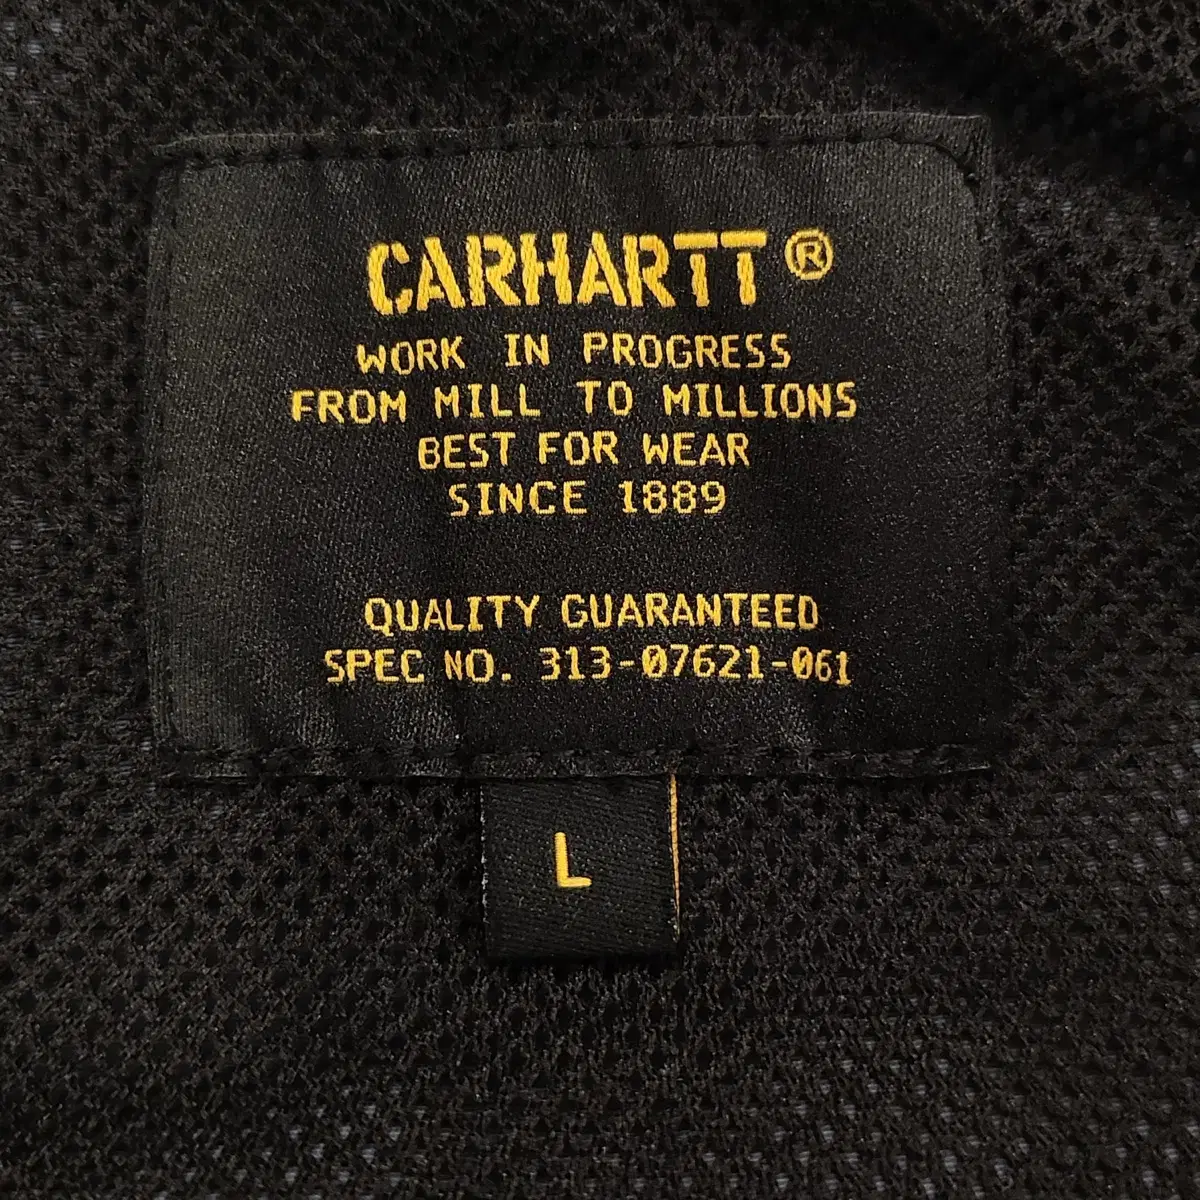 CARHARTT®
WORK IN PROGRESS
FROM MILL TO MILLIONS
BEST FOR WEAR
SINCE 1889
QUALITY GUARANTEED
SPEC NO. 313-07621-061
L